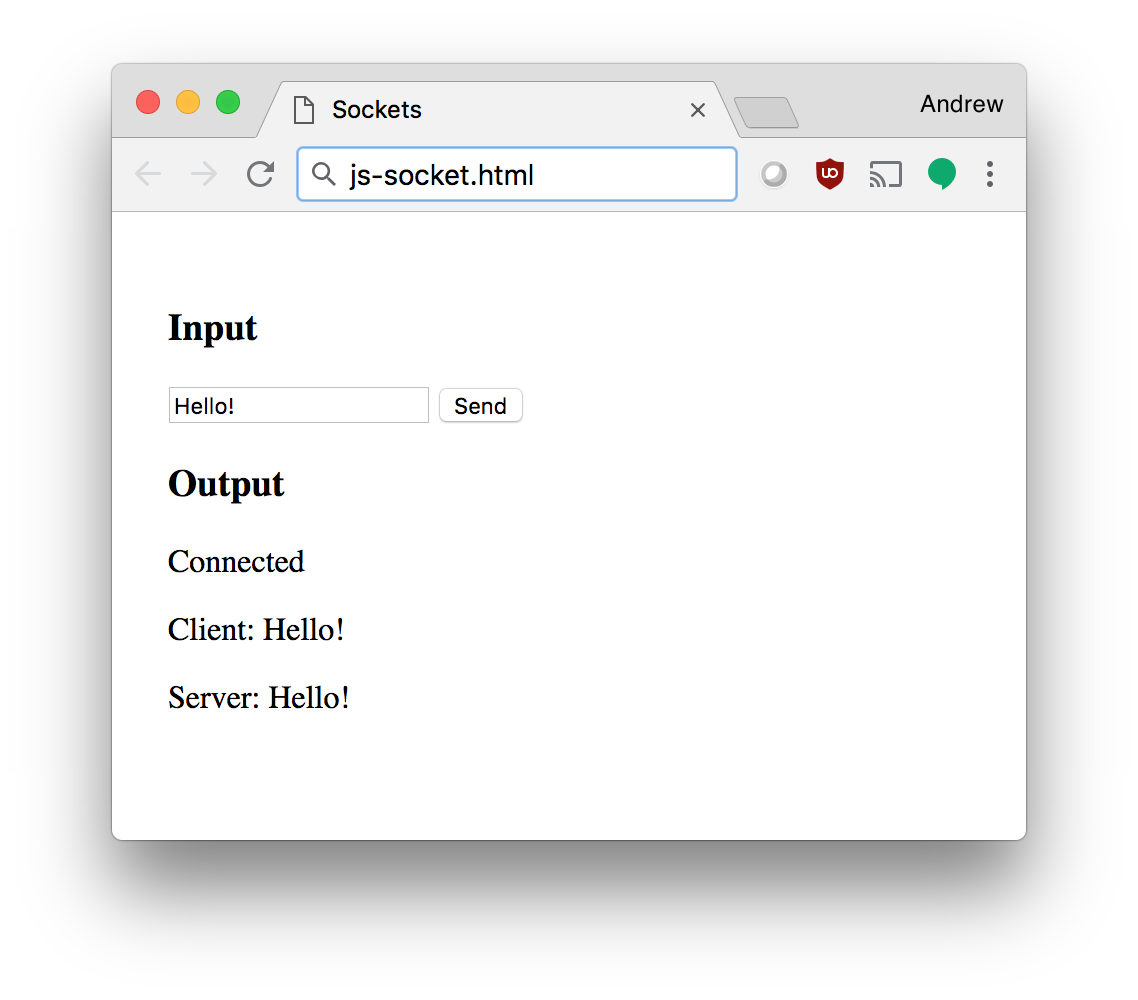 Sockets
Andrew
js-socket.html
Input
Hello! Send
Output
Connected
Client: Hello!
Server: Hello!